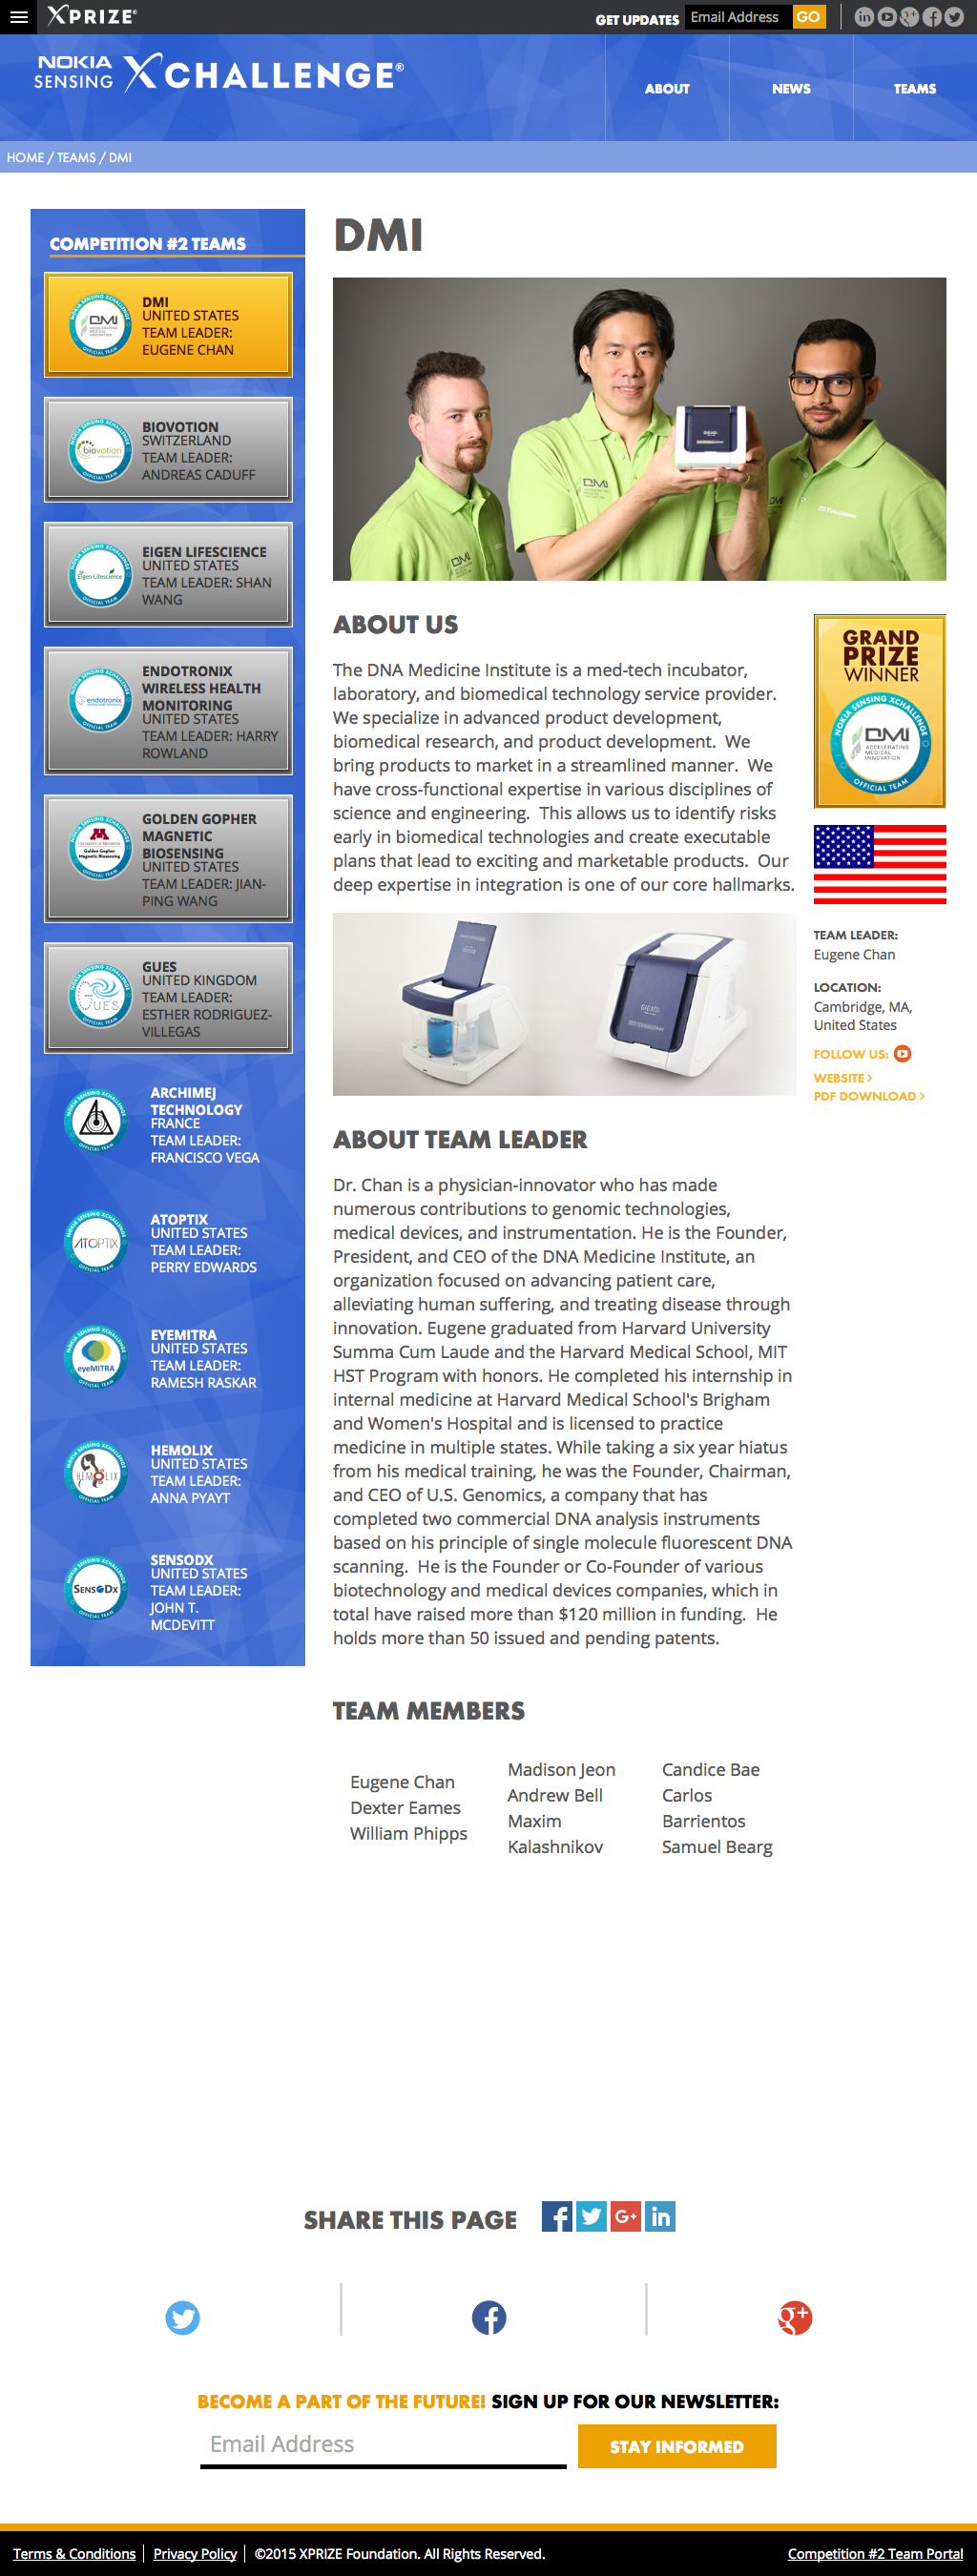 XPRIZE®
GET UPDATES
Email Address
GO
NOKIA
SENSING
XCHALLENGE®
ABOUT
NEWS
TEAMS
HOME / TEAMS / DMI
COMPETITION #2 TEAMS
DMI
UNITED STATES
TEAM LEADER:
EUGENE CHAN
BIOVOTION
SWITZERLAND
TEAM LEADER:
ANDREAS CADUFF
EIGEN LIFESCIENCE
UNITED STATES
TEAM LEADER: SHAN
WANG
ENDOTRONIX
WIRELESS HEALTH
MONITORING
UNITED STATES
TEAM LEADER: HARRY
ROWLAND
GOLDEN GOPHER
MAGNETIC
BIOSENSING
UNITED STATES
TEAM LEADER: JIAN-
PING WANG
GUES
UNITED KINGDOM
TEAM LEADER:
ESTHER RODRIGUEZ-
VILLEGAS
ARCHIMEJ
TECHNOLOGY
FRANCE
TEAM LEADER:
FRANCISCO VEGA
ATOPTIX
UNITED STATES
TEAM LEADER:
PERRY EDWARDS
EYEMITRA
UNITED STATES
TEAM LEADER:
RAMESH RASKAR
HEMOLIX
UNITED STATES
TEAM LEADER:
ANNA PYAYT
SENSODX
UNITED STATES
TEAM LEADER:
JOHN T.
MCDEVITT
DMI
ABOUT US
The DNA Medicine Institute is a med-tech incubator,
laboratory, and biomedical technology service provider.
We specialize in advanced product development,
biomedical research, and product development.  We
bring products to market in a streamlined manner.  We
have cross-functional expertise in various disciplines of
science and engineering.  This allows us to identify risks
early in biomedical technologies and create executable
plans that lead to exciting and marketable products.  Our
deep expertise in integration is one of our core hallmarks.
GRAND
PRIZE
WINNER
NOKIA SENSING XCHALLENGE
DMI
ACCELERATING
MEDICAL
INNOVATION
OFFICIAL TEAM
TEAM LEADER:
Eugene Chan
LOCATION:
Cambridge, MA,
United States
FOLLOW US:
WEBSITE >
PDF DOWNLOAD >
ABOUT TEAM LEADER
Dr. Chan is a physician-innovator who has made
numerous contributions to genomic technologies,
medical devices, and instrumentation. He is the Founder,
President, and CEO of the DNA Medicine Institute, an
organization focused on advancing patient care,
alleviating human suffering, and treating disease through
innovation. Eugene graduated from Harvard University
Summa Cum Laude and the Harvard Medical School, MIT
HST Program with honors. He completed his internship in
internal medicine at Harvard Medical School's Brigham
and Women's Hospital and is licensed to practice
medicine in multiple states. While taking a six year hiatus
from his medical training, he was the Founder, Chairman,
and CEO of U.S. Genomics, a company that has
completed two commercial DNA analysis instruments
based on his principle of single molecule fluorescent DNA
scanning.  He is the Founder or Co-Founder of various
biotechnology and medical devices companies, which in
total have raised more than $120 million in funding.  He
holds more than 50 issued and pending patents.
TEAM MEMBERS
Eugene Chan
Dexter Eames
William Phipps
Madison Jeon
Andrew Bell
Maxim
Kalashnikov
Candice Bae
Carlos
Barrientos
Samuel Bearg
SHARE THIS PAGE
BECOME A PART OF THE FUTURE! SIGN UP FOR OUR NEWSLETTER:
Email Address
STAY INFORMED
Terms & Conditions
Privacy Policy
©2015 XPRIZE Foundation. All Rights Reserved.
Competition #2 Team Portal